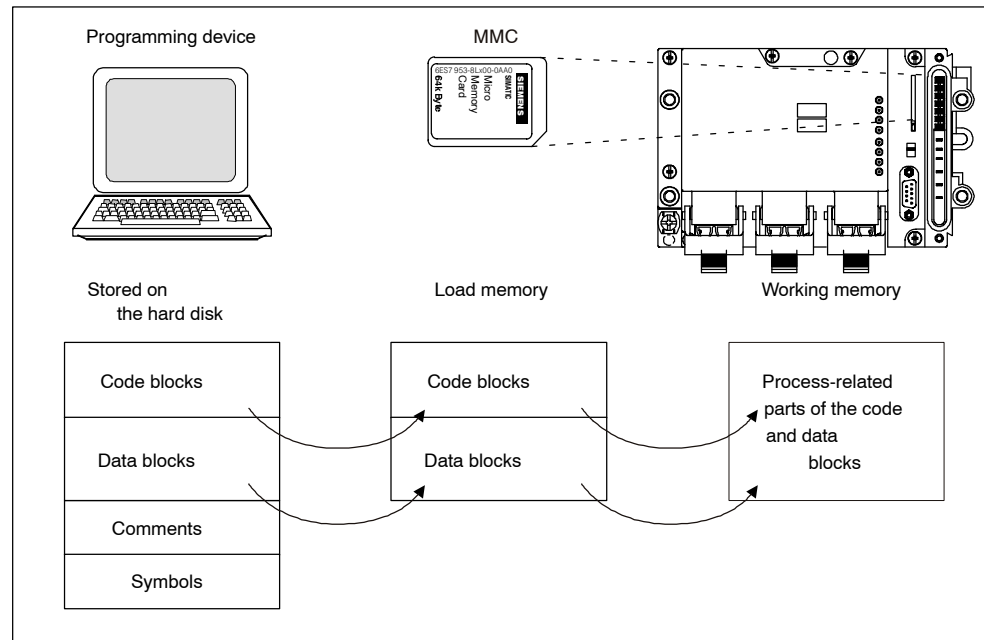 Programming device
MMC
6ES7 953-8Lx00-0AA0
SIEMENS
SIMATIC
Micro
Memory
Card
64k Byte
Stored on
the hard disk
Load memory
Working memory
Code blocks
Data blocks
Comments
Symbols
Code blocks
Data blocks
Process-related
parts of the code
and data
blocks